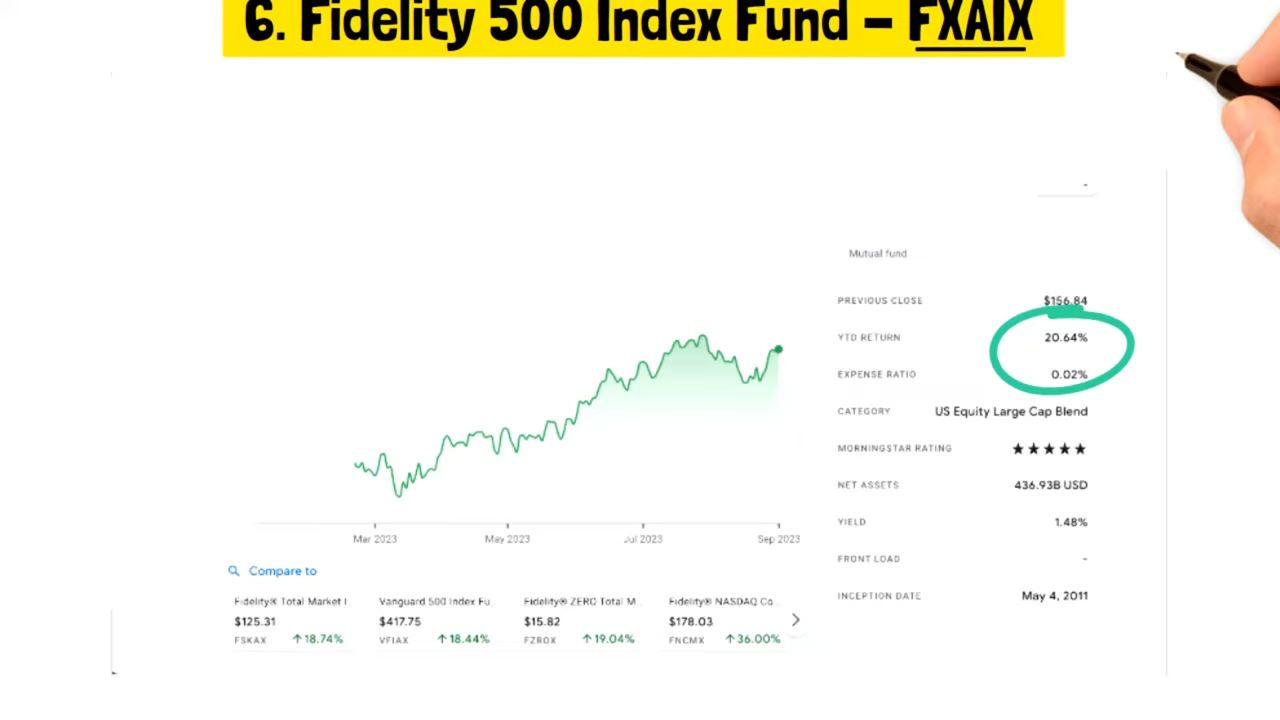 6. Fidelity 500 Index Fund – FXAIX
-
Mutual fund
PREVIOUS CLOSE $156.84
YTD RETURN 20.64%
EXPENSE RATIO 0.02%
CATEGORY US Equity Large Cap Blend
MORNINGSTAR RATING ★★★★★
NET ASSETS 436.93B USD
YIELD 1.48%
FRONT LOAD -
INCEPTION DATE May 4, 2011
Mar 2023 May 2023 Jul 2023 Sep 2023
Compare to
Fidelity® Total Market I Vanguard 500 Index Fu Fidelity® ZERO Total M... Fidelity® NASDAQ Co...
$125.31 $417.75 $15.82 $178.03
FSKAX ↑18.74% VFIAX ↑18.44% FZROX ↑19.04% FNCMX ↑36.00%